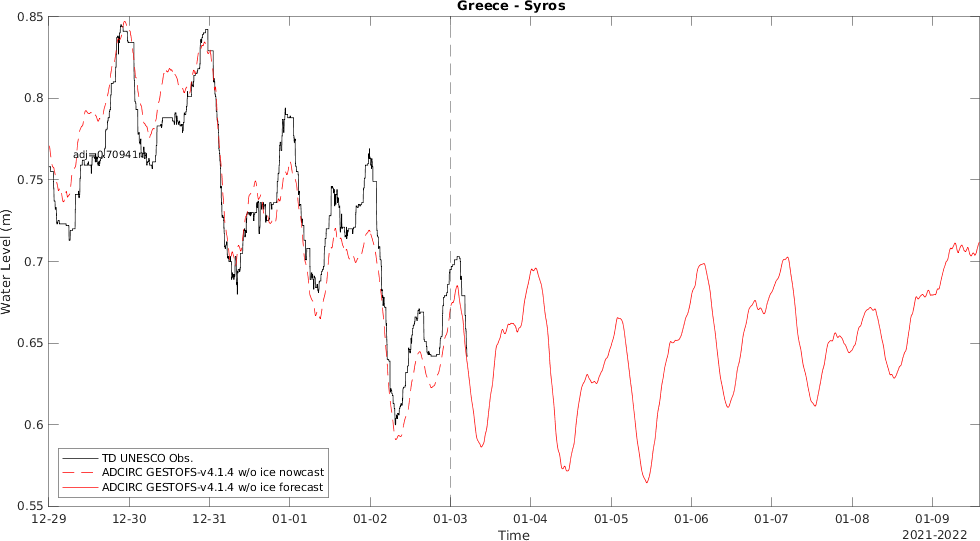 Greece - Syros
0.85
0.8
0.75
0.7
0.65
0.6
0.55
Water Level (m)
adj=0.70941m
TD UNESCO Obs.
ADCIRC GESTOFS-v4.1.4 w/o ice nowcast
ADCIRC GESTOFS-v4.1.4 w/o ice forecast
12-29 12-30 12-31 01-01 01-02 01-03 01-04 01-05 01-06 01-07 01-08 01-09
Time
2021-2022